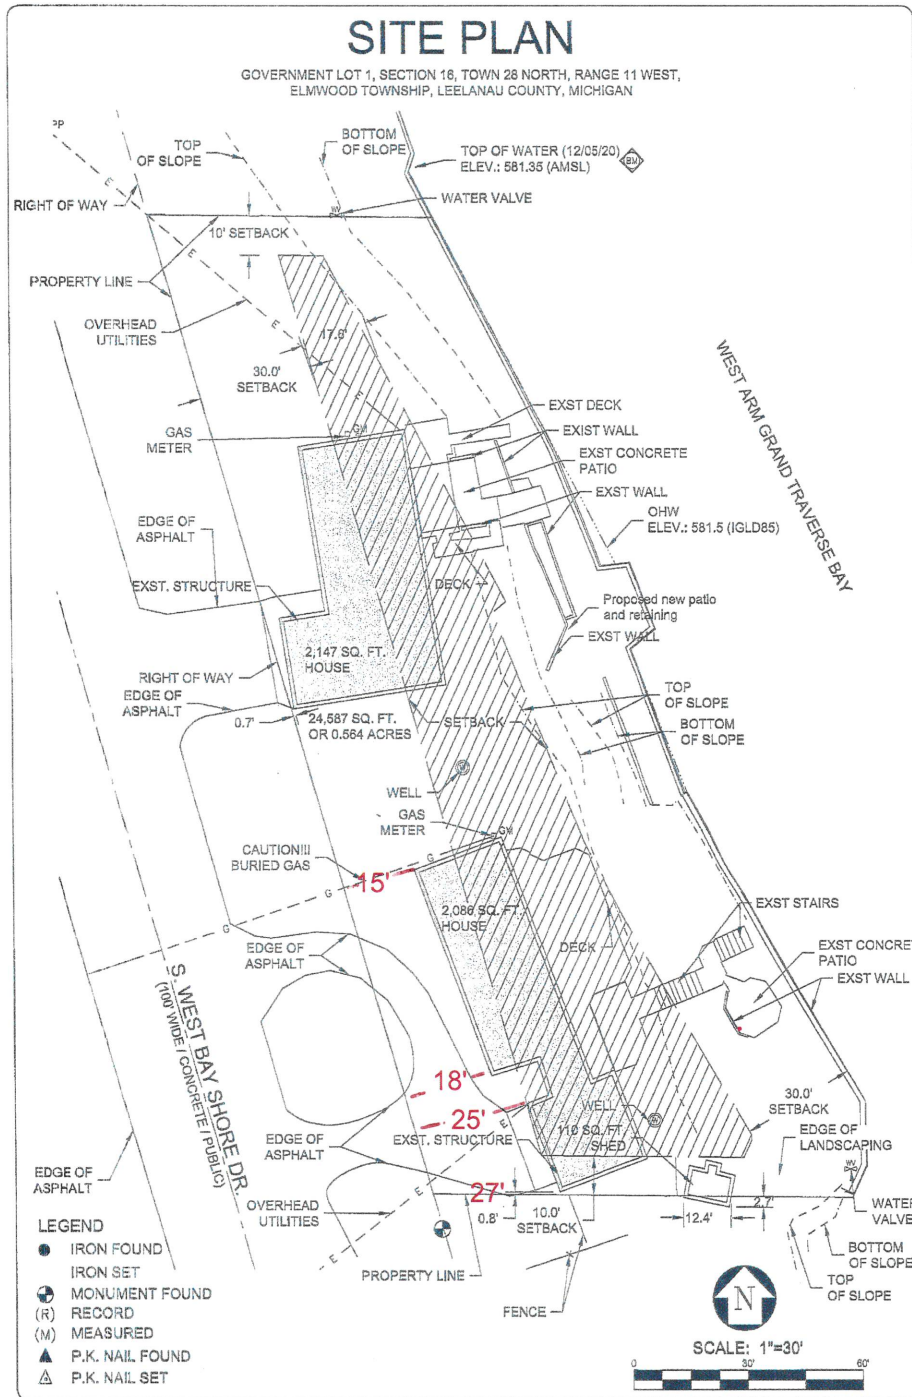 SITE PLAN
GOVERNMENT LOT 1, SECTION 16, TOWN 28 NORTH, RANGE 11 WEST,
ELMWOOD TOWNSHIP, LEELANAU COUNTY, MICHIGAN
PP
TOP
OF SLOPE
BOTTOM
OF SLOPE
TOP OF WATER (12/05/20)
ELEV.: 581.35 (AMSL)
BM
RIGHT OF WAY
E
WV
WATER VALVE
10' SETBACK
PROPERTY LINE
E
OVERHEAD
UTILITIES
E
17.6'
30.0'
SETBACK
E
WEST ARM GRAND TRAVERSE BAY
GAS
METER
GM
EXST DECK
EXIST WALL
EXST CONCRETE
PATIO
EXST WALL
OHW
ELEV.: 581.5 (IGLD85)
EDGE OF
ASPHALT
EXST. STRUCTURE
DECK
Proposed new patio
and retaining
EXST WALL
2,147 SQ. FT.
HOUSE
RIGHT OF WAY
EDGE OF
ASPHALT
0.7'
24,587 SQ. FT.
OR 0.564 ACRES
SETBACK
TOP
OF SLOPE
BOTTOM
OF SLOPE
WELL
W
GAS
METER
GM
CAUTION!!!
BURIED GAS
G
15'
G
G
2,086 SQ. FT.
HOUSE
EXST STAIRS
EDGE OF
ASPHALT
DECK
EXST CONCRET
PATIO
EXST WALL
S. WEST BAY SHORE DR.
(100' WIDE / CONCRETE / PUBLIC)
18'
25'
30.0'
SETBACK
WELL
W
110 SQ. FT.
SHED
EDGE OF
LANDSCAPING
EDGE OF
ASPHALT
EXST. STRUCTURE
E
EDGE OF
ASPHALT
27'
WV
OVERHEAD
UTILITIES
E
0.8'
10.0'
SETBACK
12.4'
2.7'
WATER
VALVE
E
PROPERTY LINE
FENCE
BOTTOM
OF SLOPE
TOP
OF SLOPE
LEGEND
IRON FOUND
IRON SET
MONUMENT FOUND
(R) RECORD
(M) MEASURED
P.K. NAIL FOUND
P.K. NAIL SET
N
SCALE: 1"=30'
0 30' 60'